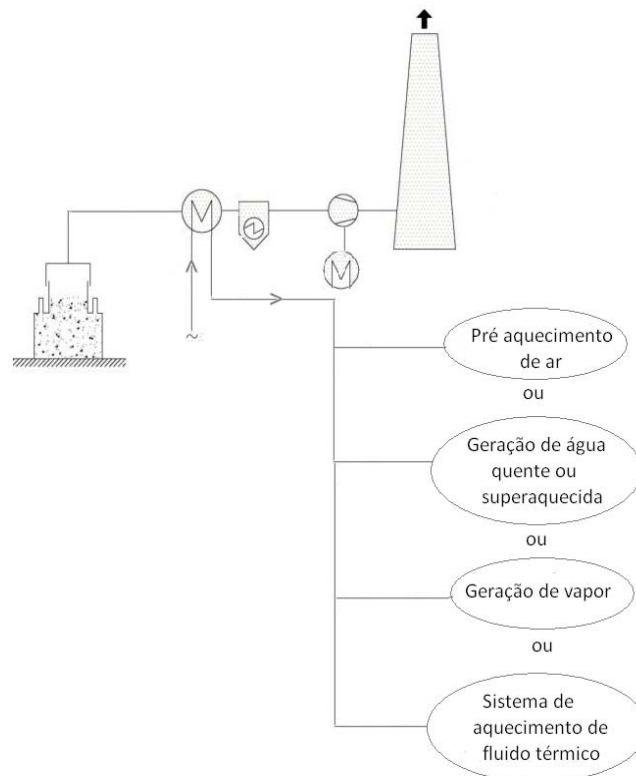 Pré aquecimento
de ar
ou
Geração de água
quente ou
superaquecida
ou
Geração de vapor
ou
Sistema de
aquecimento de
fluido térmico